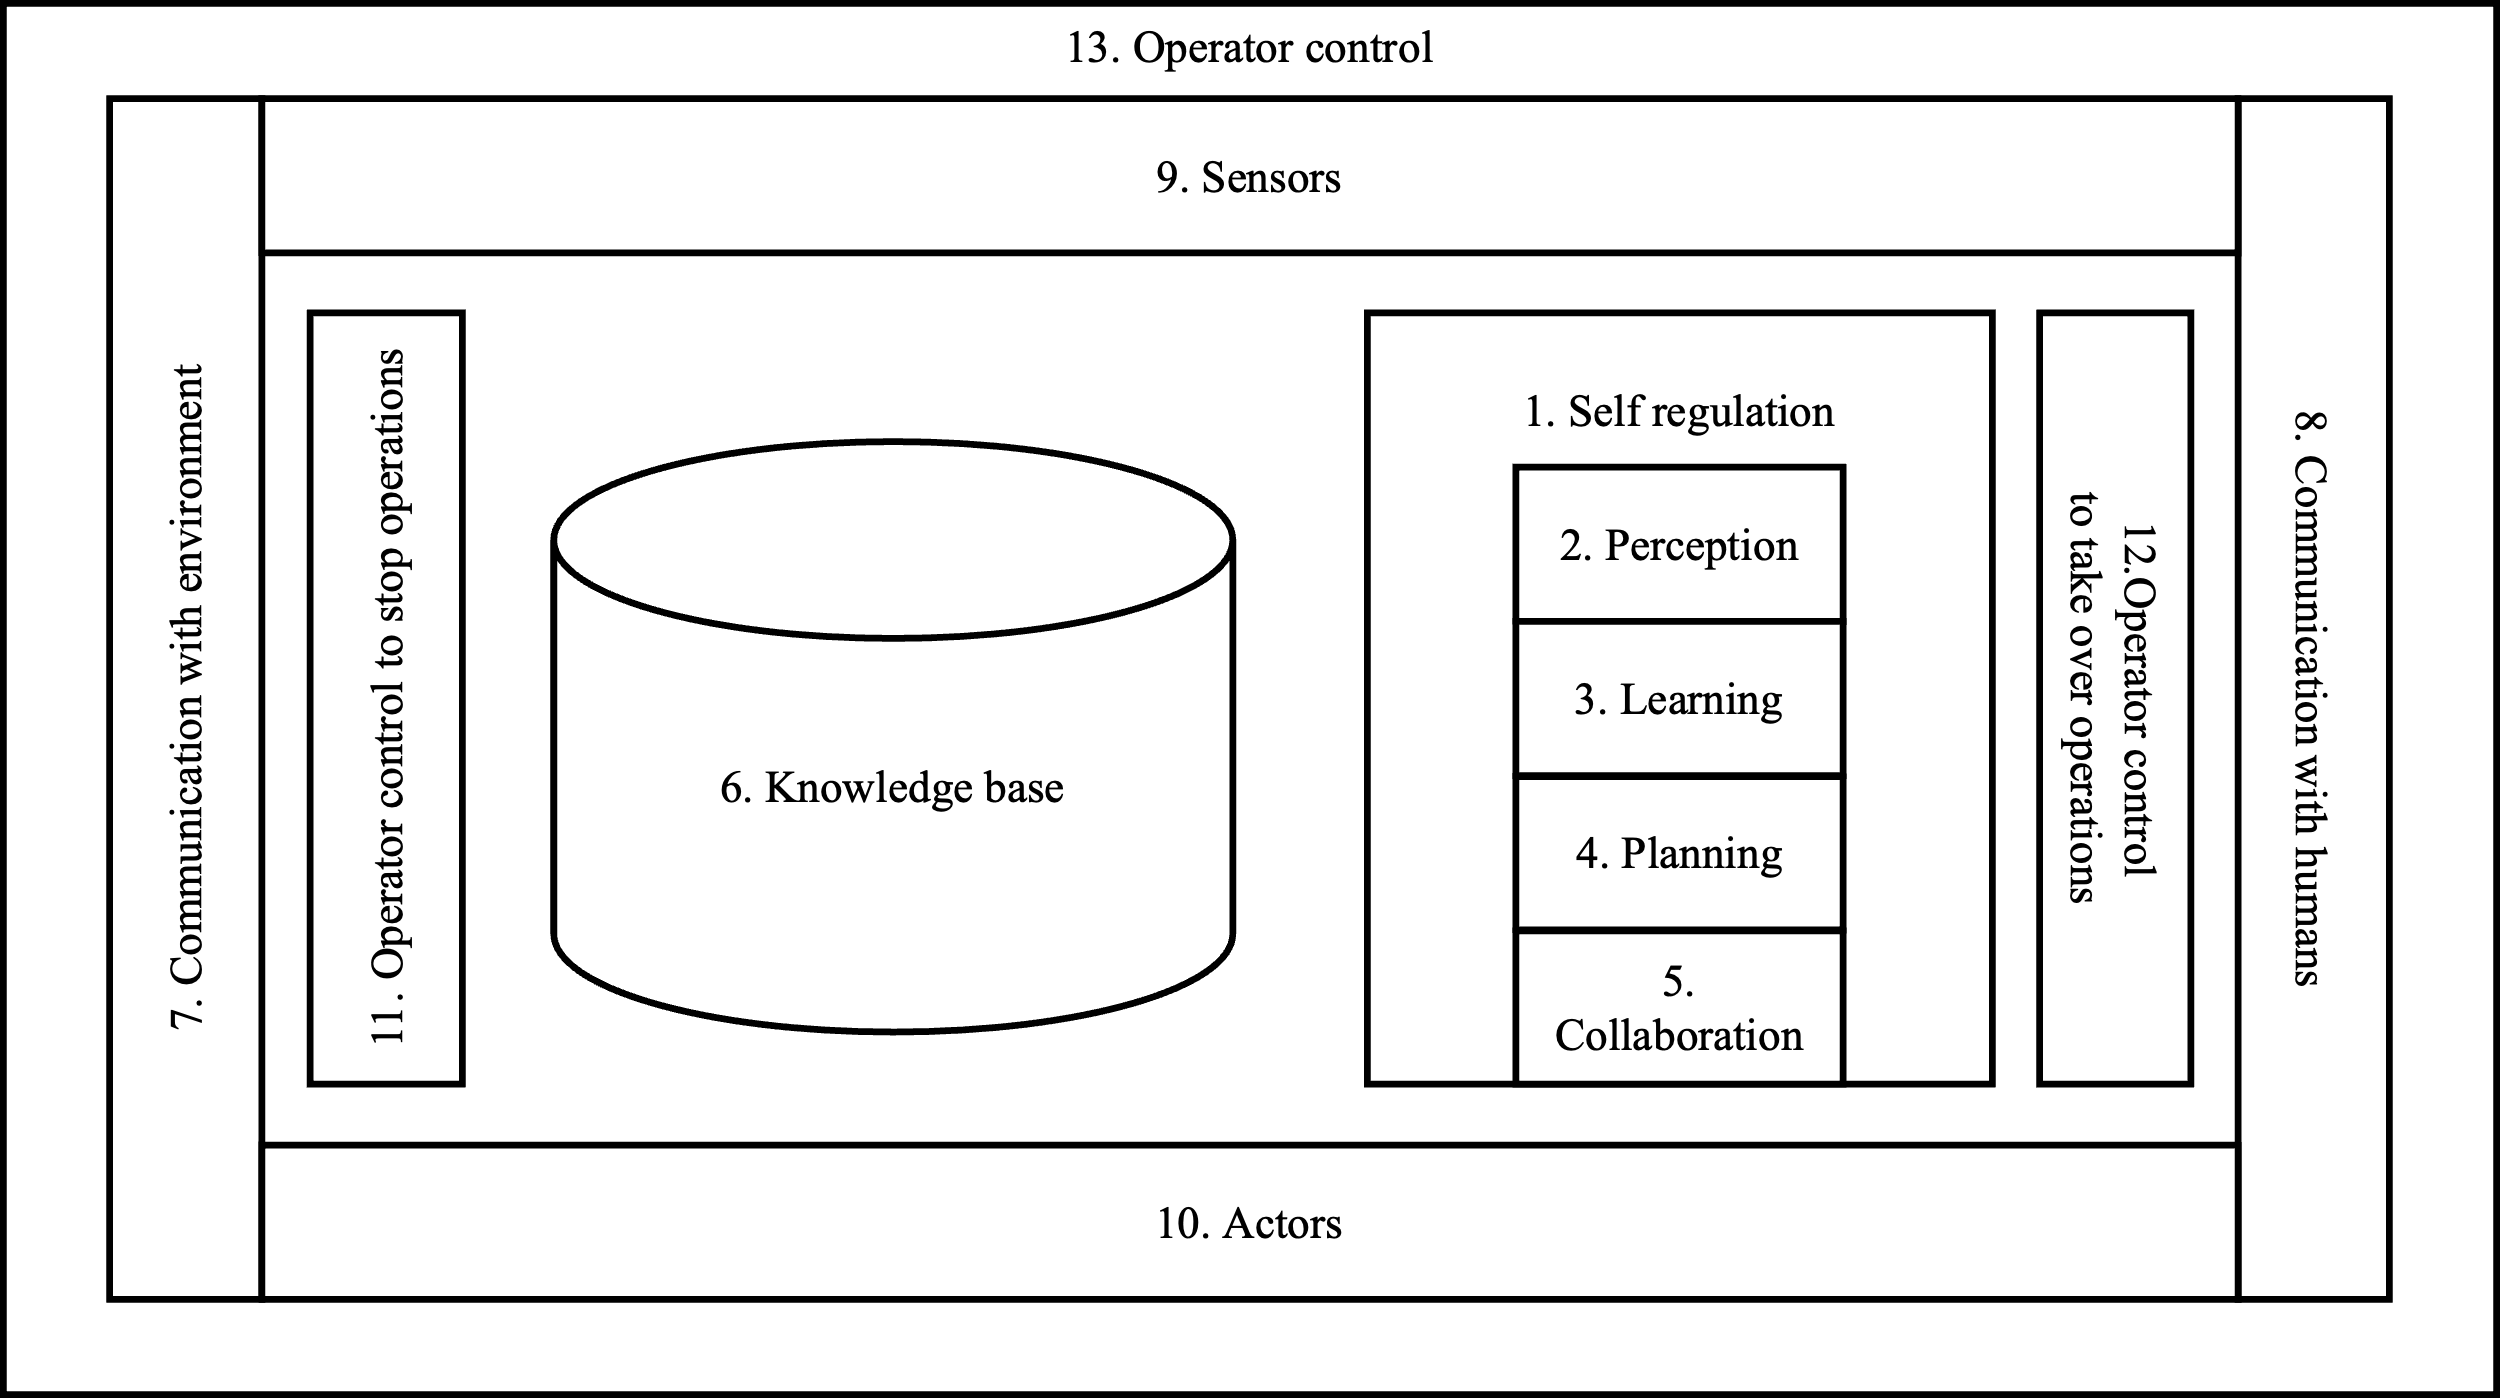 13. Operator control
9. Sensors
7. Communication with environment
11. Operator control to stop operations
6. Knowledge base
1. Self regulation
2. Perception
3. Learning
4. Planning
5.
Collaboration
12.Operator control
to take over operations
8. Communication with humans
10. Actors